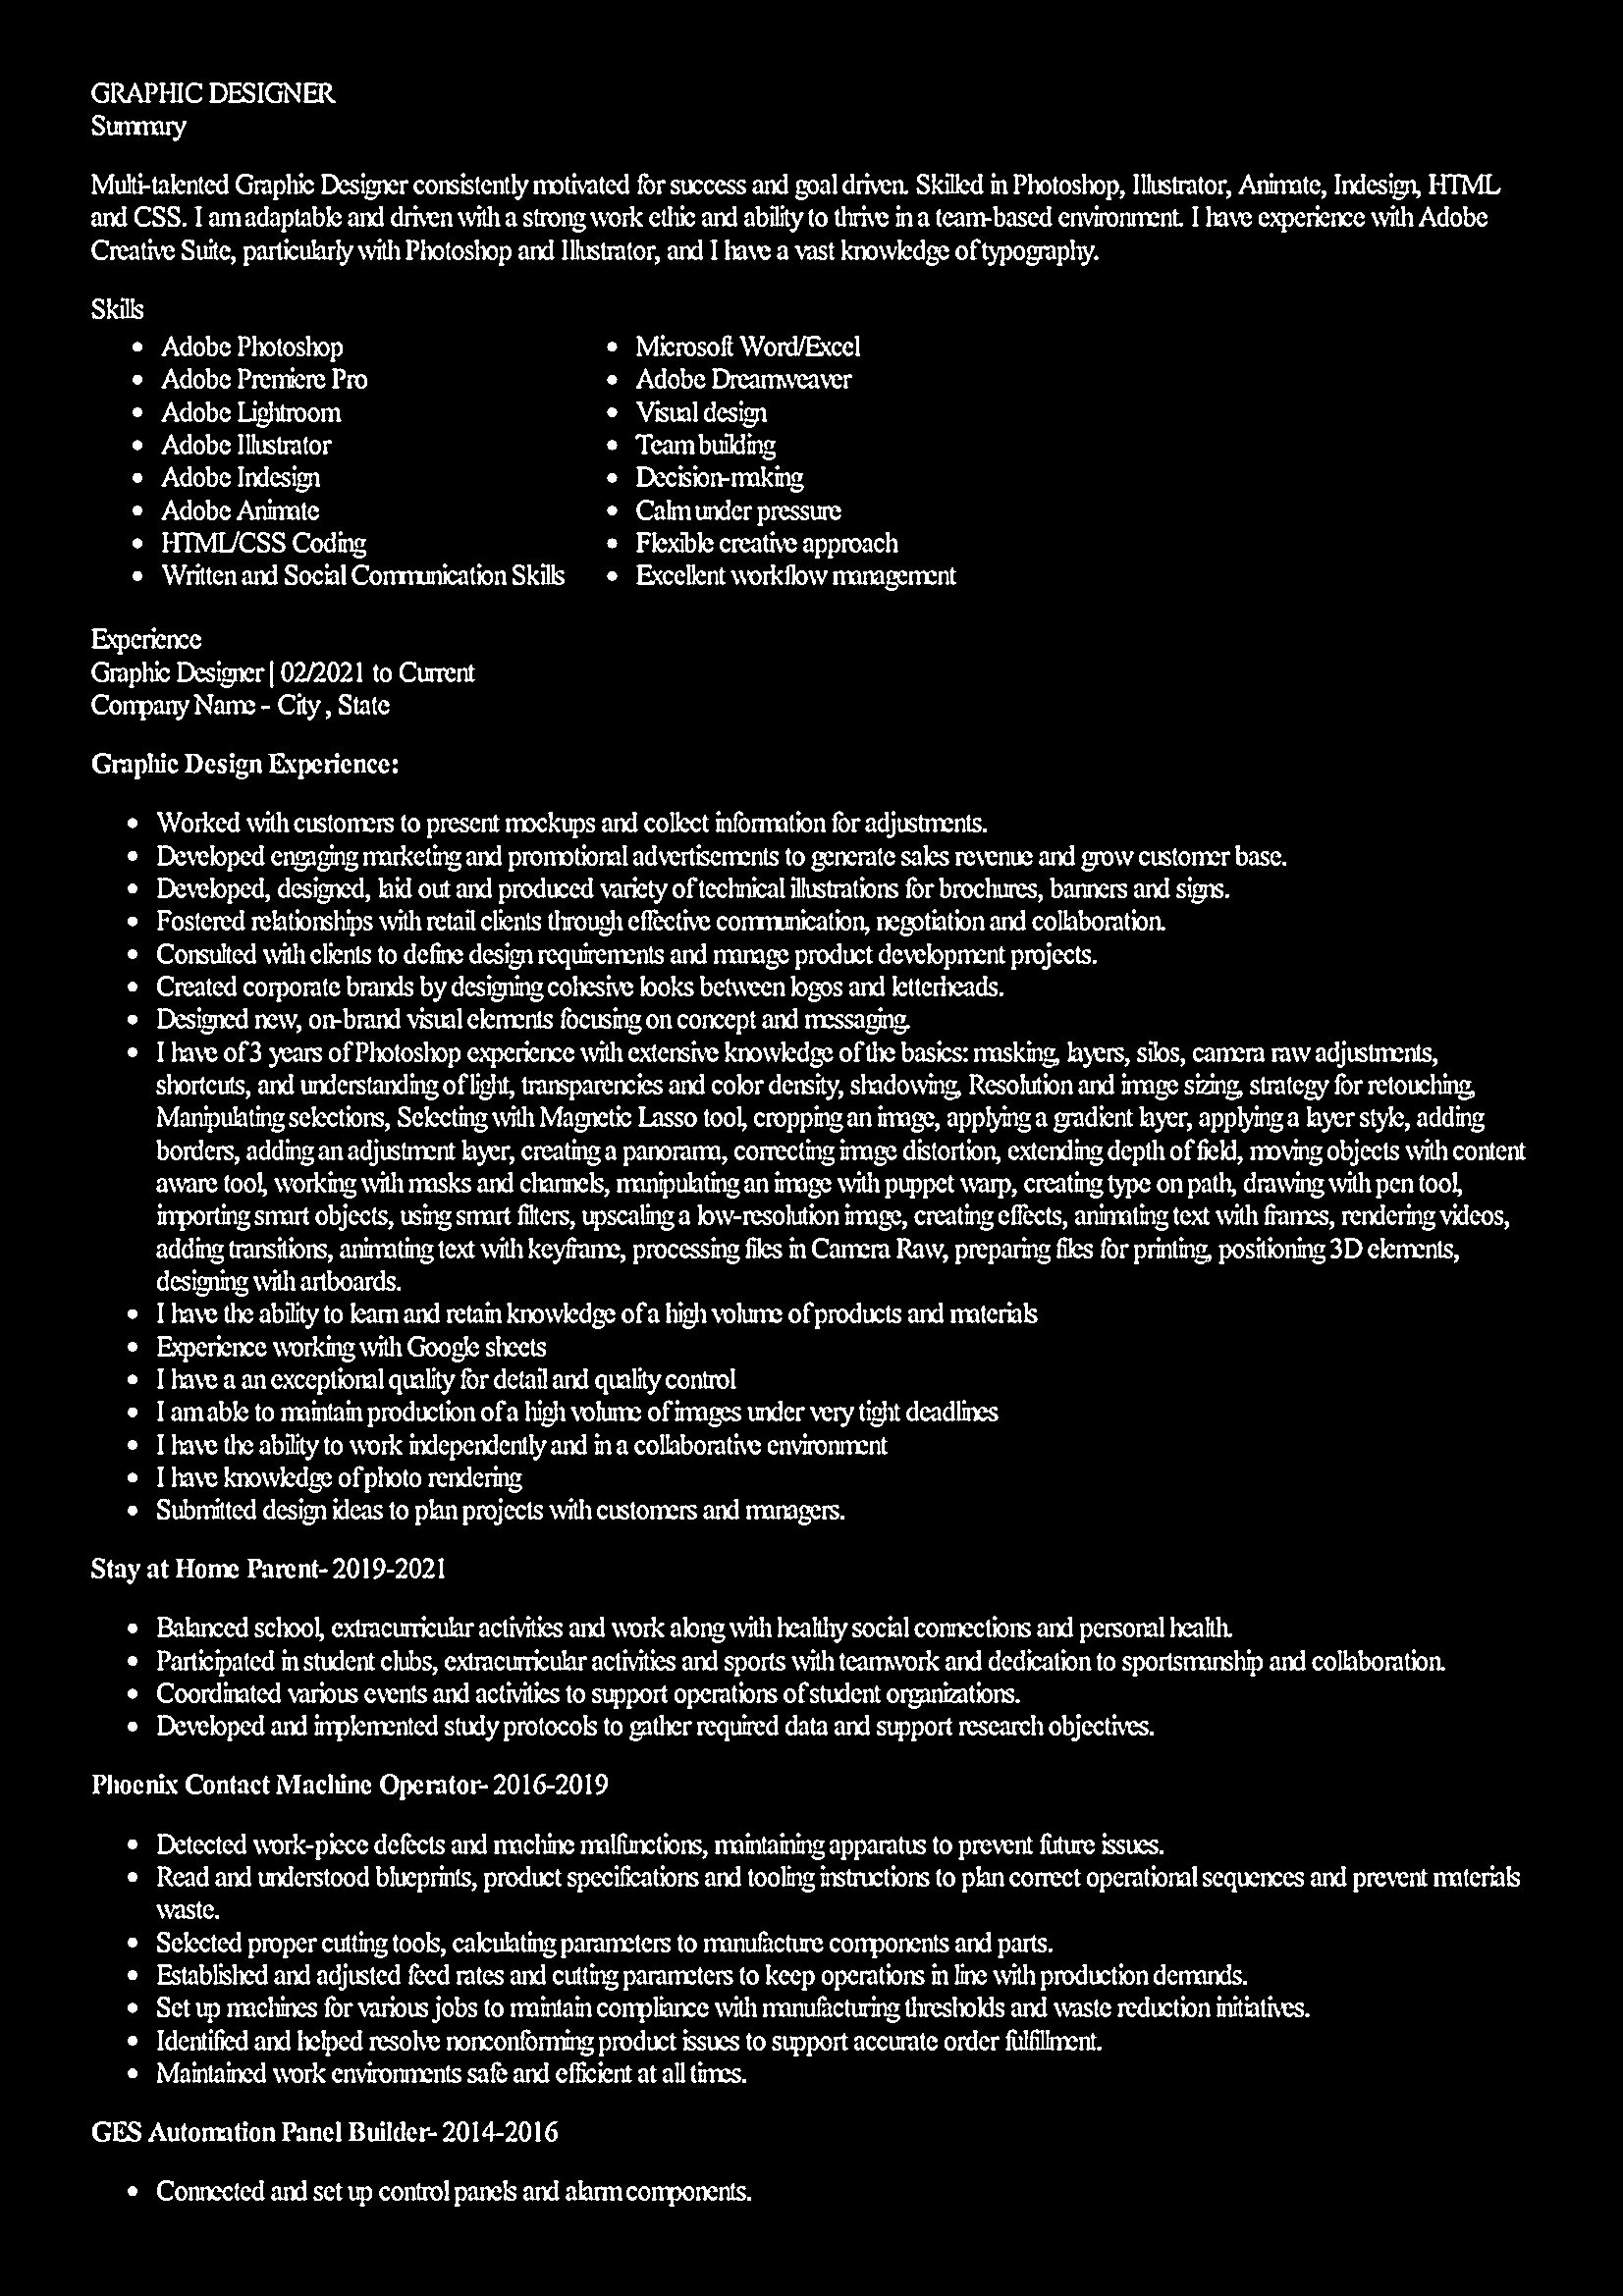 GRAPHIC DESIGNER
Summary
Multi-talented Graphic Designer consistently motivated for success and goal driven. Skilled in Photoshop, Illustrator, Animate, Indesign, HTML
and CSS. I am adaptable and driven with a strong work ethic and ability to thrive in a team-based environment. I have experience with Adobe
Creative Suite, particularly with Photoshop and Illustrator, and I have a vast knowledge of typography.
Skills
• Adobe Photoshop
• Adobe Premiere Pro
• Adobe Lightroom
• Adobe Illustrator
• Adobe Indesign
• Adobe Animate
• HTML/CSS Coding
• Written and Social Communication Skills
• Microsoft Word/Excel
• Adobe Dreamweaver
• Visual design
• Team building
• Decision-making
• Calm under pressure
• Flexible creative approach
• Excellent workflow management
Experience
Graphic Designer | 02/2021 to Current
Company Name - City , State
Graphic Design Experience:
• Worked with customers to present mockups and collect information for adjustments.
• Developed engaging marketing and promotional advertisements to generate sales revenue and grow customer base.
• Developed, designed, laid out and produced variety of technical illustrations for brochures, banners and signs.
• Fostered relationships with retail clients through effective communication, negotiation and collaboration.
• Consulted with clients to define design requirements and manage product development projects.
• Created corporate brands by designing cohesive looks between logos and letterheads.
• Designed new, on-brand visual elements focusing on concept and messaging.
• I have of 3 years of Photoshop experience with extensive knowledge of the basics: masking, layers, silos, camera raw adjustments,
shortcuts, and understanding of light, transparencies and color density, shadowing, Resolution and image sizing, strategy for retouching,
Manipulating selections, Selecting with Magnetic Lasso tool, cropping an image, applying a gradient layer, applying a layer style, adding
borders, adding an adjustment layer, creating a panorama, correcting image distortion, extending depth of field, moving objects with content
aware tool, working with masks and channels, manipulating an image with puppet warp, creating type on path, drawing with pen tool,
importing smart objects, using smart filters, upscaling a low-resolution image, creating effects, animating text with frames, rendering videos,
adding transitions, animating text with keyframe, processing files in Camera Raw, preparing files for printing, positioning 3D elements,
designing with artboards.
• I have the ability to learn and retain knowledge of a high volume of products and materials
• Experience working with Google sheets
• I have a an exceptional quality for detail and quality control
• I am able to maintain production of a high volume of images under very tight deadlines
• I have the ability to work independently and in a collaborative environment
• I have knowledge of photo rendering
• Submitted design ideas to plan projects with customers and managers.
Stay at Home Parent- 2019-2021
• Balanced school, extracurricular activities and work along with healthy social connections and personal health.
• Participated in student clubs, extracurricular activities and sports with teamwork and dedication to sportsmanship and collaboration.
• Coordinated various events and activities to support operations of student organizations.
• Developed and implemented study protocols to gather required data and support research objectives.
Phoenix Contact Machine Operator- 2016-2019
• Detected work-piece defects and machine malfunctions, maintaining apparatus to prevent future issues.
• Read and understood blueprints, product specifications and tooling instructions to plan correct operational sequences and prevent materials
waste.
• Selected proper cutting tools, calculating parameters to manufacture components and parts.
• Established and adjusted feed rates and cutting parameters to keep operations in line with production demands.
• Set up machines for various jobs to maintain compliance with manufacturing thresholds and waste reduction initiatives.
• Identified and helped resolve nonconforming product issues to support accurate order fulfillment.
• Maintained work environments safe and efficient at all times.
GES Automation Panel Builder- 2014-2016
• Connected and set up control panels and alarm components.